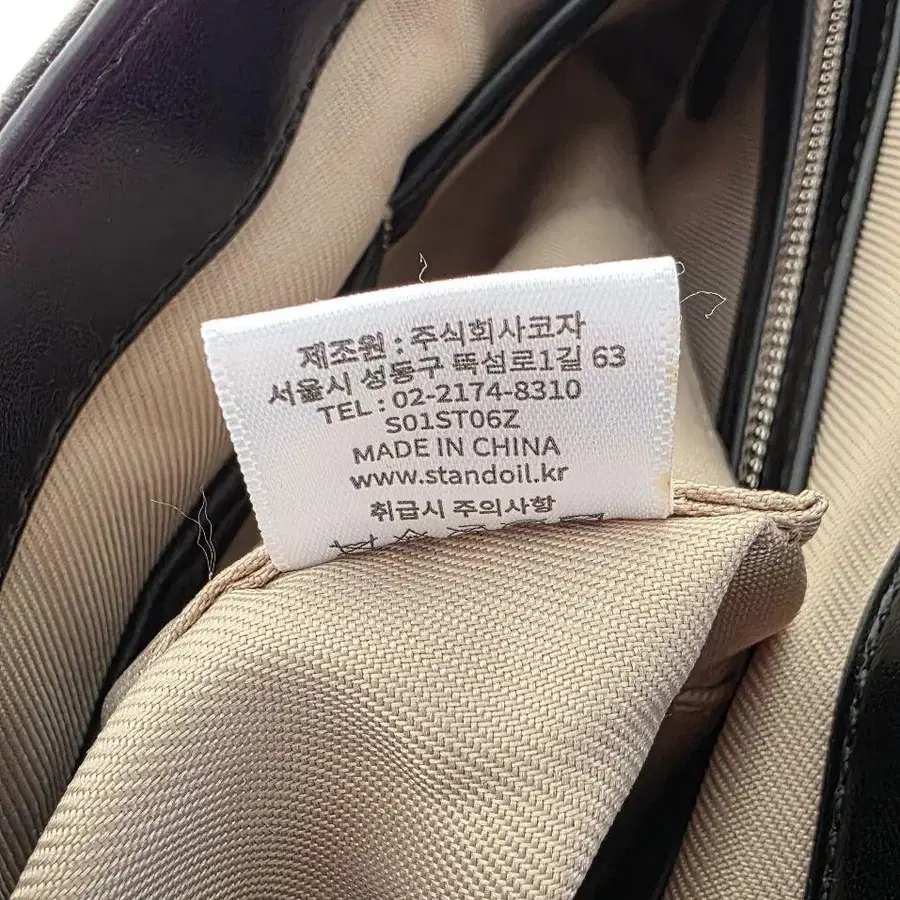 제조원 : 주식회사코자
서울시 성동구 뚝섬로1길 63
TEL : 02-2174-8310
S01ST06Z
MADE IN CHINA
www.standoil.kr
취급시 주의사항